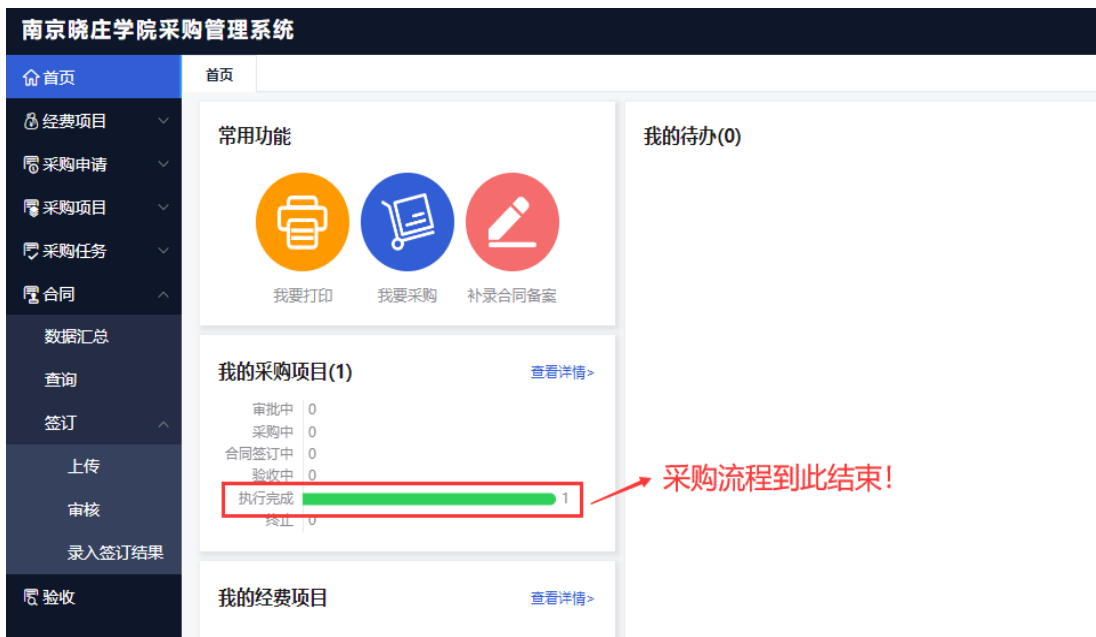 南京晓庄学院采购管理系统
首页
首页
经费项目
采购申请
采购项目
采购任务
合同
数据汇总
查询
签订
上传
审核
录入签订结果
验收
常用功能
我要打印
我要采购
补录合同备案
我的待办(0)
我的采购项目(1)
查看详情>
审批中 0
采购中 0
合同签订中 0
验收中 0
执行完成 1
终止 0
采购流程到此结束！
我的经费项目
查看详情>